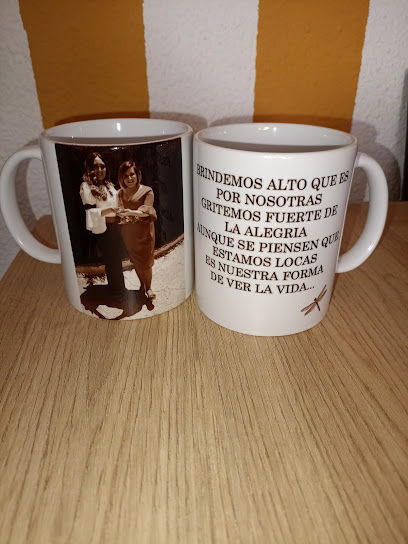 BRINDEMOS ALTO QUE ES
POR NOSOTRAS
GRITEMOS FUERTE DE
LA ALEGRIA
AUNQUE SE PIENSEN QUE
ESTAMOS LOCAS
ES NUESTRA FORMA
DE VER LA VIDA...